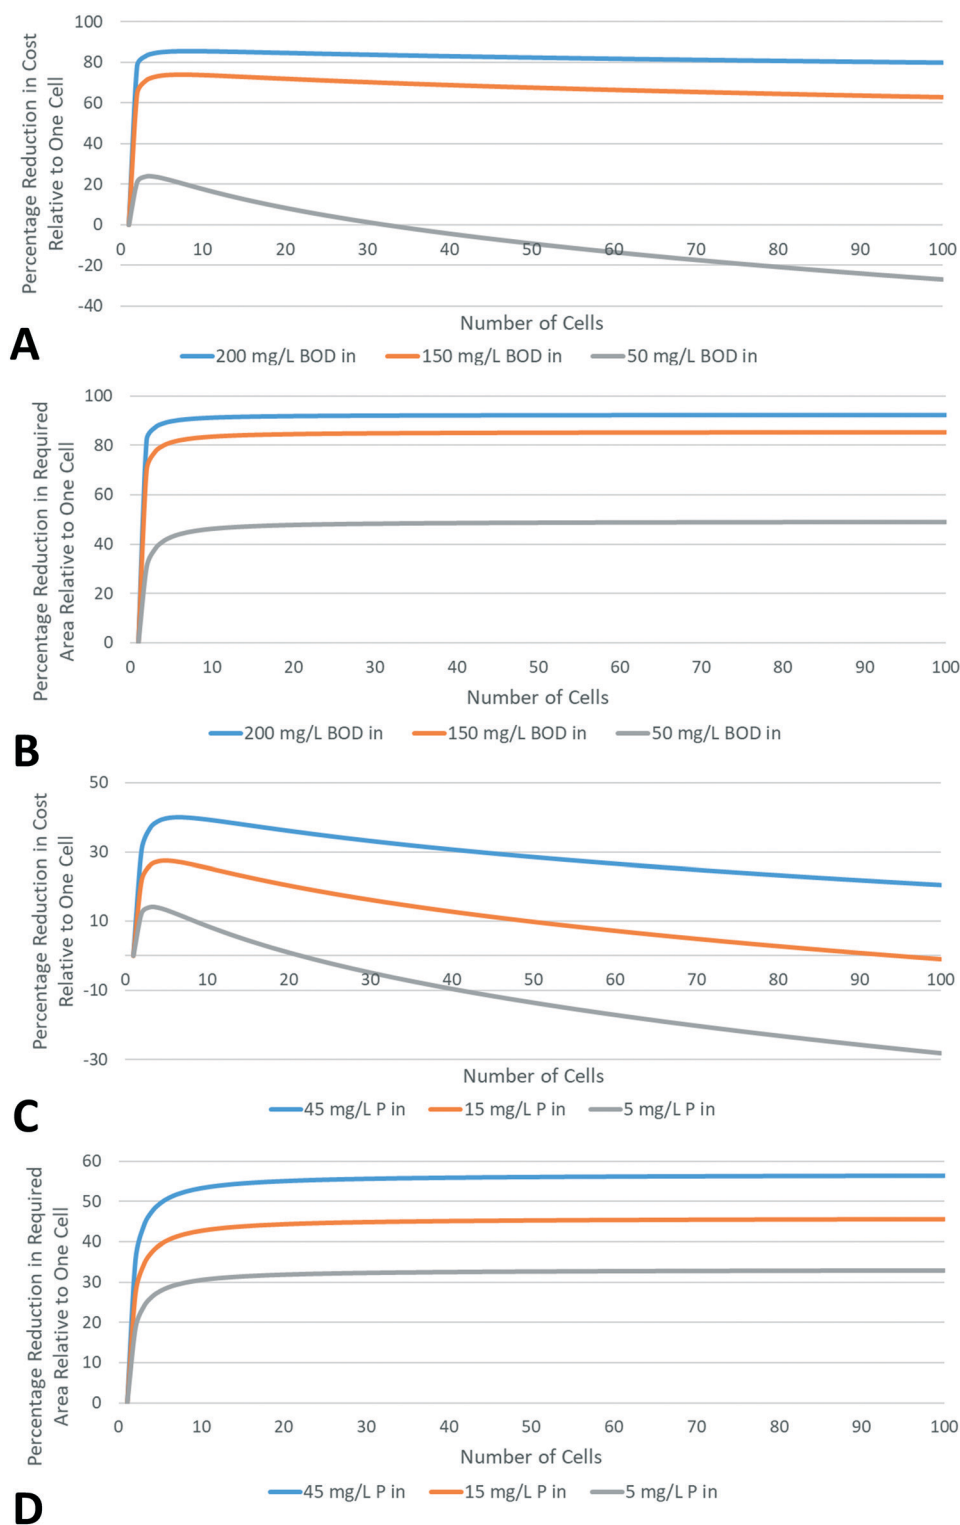 Percentage Reduction in Cost
Relative to One Cell
100
80
60
40
20
0
-20
-40
0 10 20 30 40 50 60 70 80 90 100
Number of Cells
A
200 mg/L BOD in 150 mg/L BOD in 50 mg/L BOD in
Percentage Reduction in Required
Area Relative to One Cell
100
80
60
40
20
0
0 10 20 30 40 50 60 70 80 90 100
Number of Cells
200 mg/L BOD in 150 mg/L BOD in 50 mg/L BOD in
B
Percentage Reduction in Cost
Relative to One Cell
50
30
10
-10
-30
0 10 20 30 40 50 60 70 80 90 100
Number of Cells
45 mg/L P in 15 mg/L P in 5 mg/L P in
C
Percentage Reduction in Required
Area Relative to One Cell
60
50
40
30
20
10
0
0 10 20 30 40 50 60 70 80 90 100
Number of Cells
45 mg/L P in 15 mg/L P in 5 mg/L P in
D